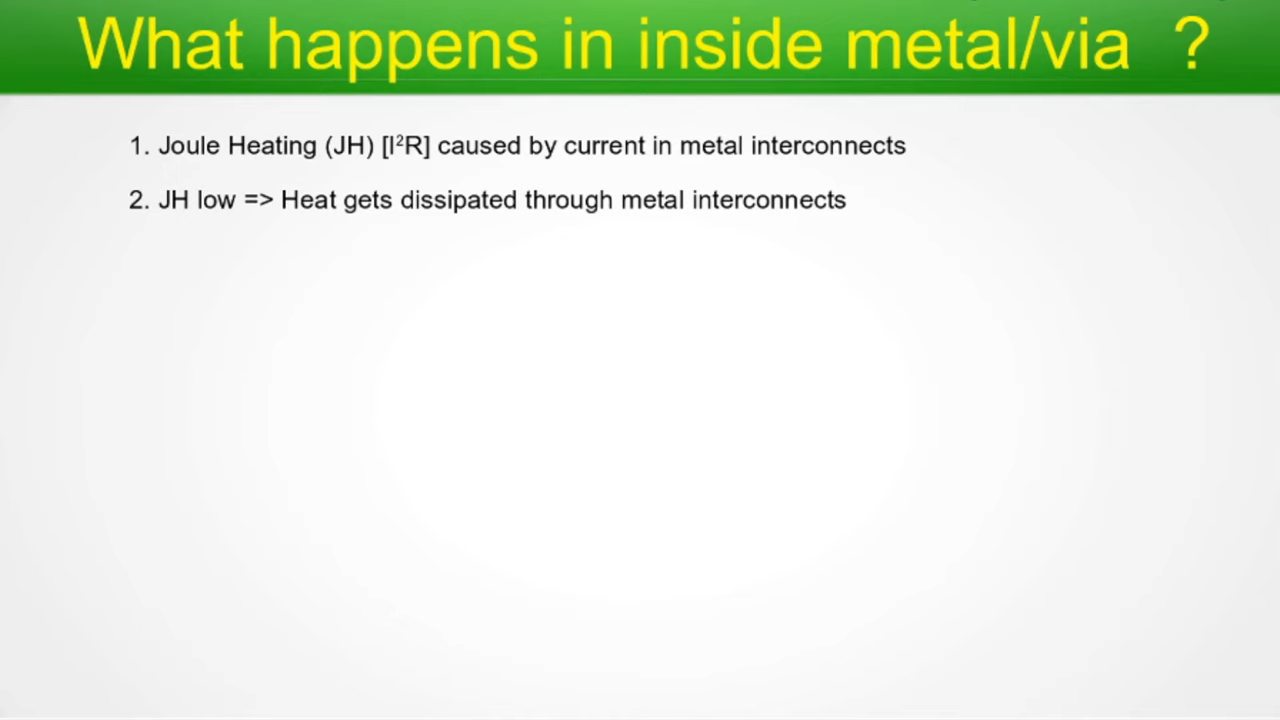 What happens in inside metal/via ?
1. Joule Heating (JH) [I²R] caused by current in metal interconnects
2. JH low => Heat gets dissipated through metal interconnects